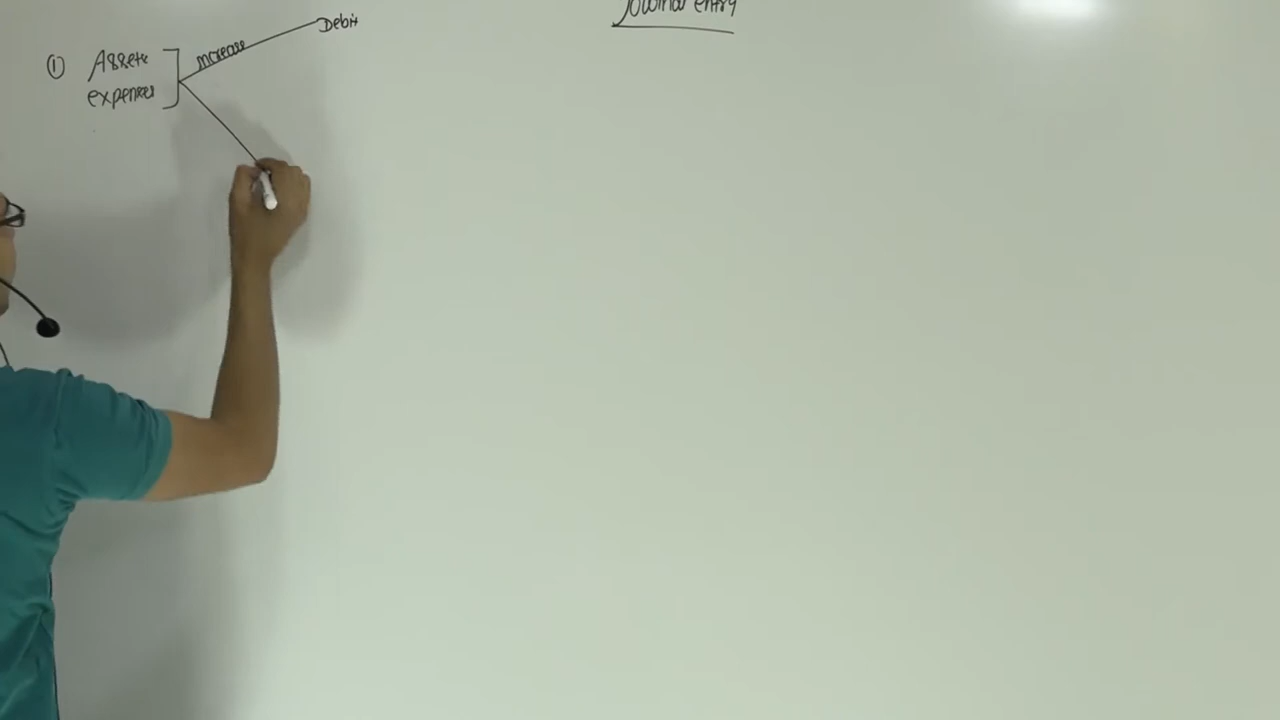 Journal entry
Debit
increase
① Assets
expenses